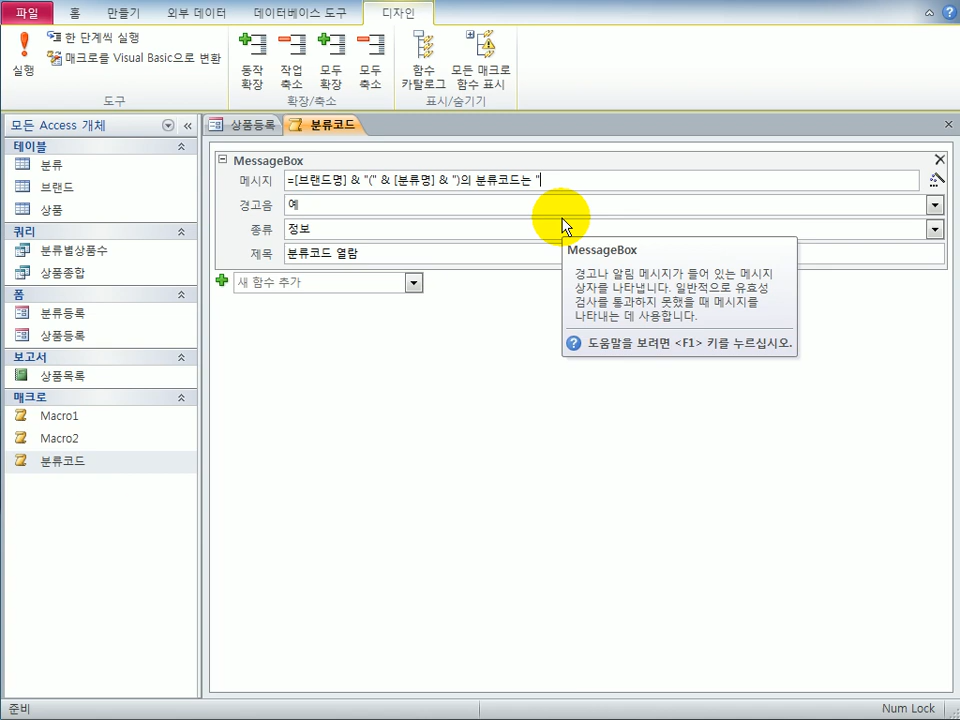 파일 홈 만들기 외부 데이터 데이터베이스 도구 디자인
실행
한 단계씩 실행
매크로를 Visual Basic으로 변환
도구
동작 확장
작업 축소
모두 확장
모두 축소
확장/축소
함수 카탈로그
모든 매크로 함수 표시
표시/숨기기
모든 Access 개체
테이블
분류
브랜드
상품
쿼리
분류별상품수
상품종합
폼
분류등록
상품등록
보고서
상품목록
매크로
Macro1
Macro2
분류코드
상품등록 분류코드
MessageBox
메시지 =[브랜드명] & "(" & [분류명] & ")의 분류코드는 "
경고음 예
종류 정보
제목 분류코드 열람
새 함수 추가
MessageBox
경고나 알림 메시지가 들어 있는 메시지
상자를 나타냅니다. 일반적으로 유효성
검사를 통과하지 못했을 때 메시지를
나타내는 데 사용합니다.
도움말을 보려면 <F1> 키를 누르십시오.
준비 Num Lock